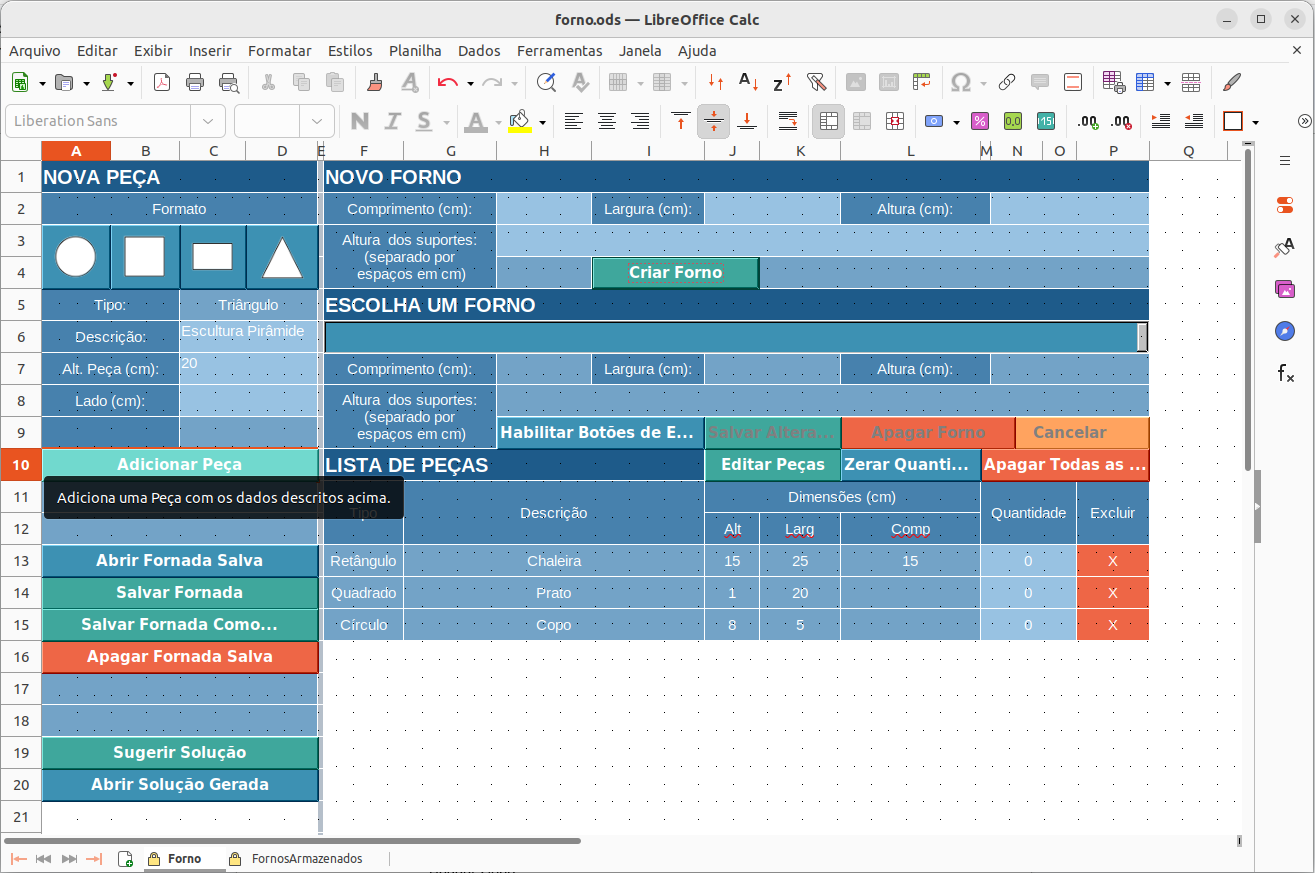 forno.ods — LibreOffice Calc
Arquivo Editar Exibir Inserir Formatar Estilos Planilha Dados Ferramentas Janela Ajuda
Liberation Sans
A B C D E F G H I J K L M N O P Q
1 NOVA PEÇA NOVO FORNO
2 Formato Comprimento (cm): Largura (cm): Altura (cm):
3 Altura dos suportes:
(separado por
4 espaços em cm) Criar Forno
5 Tipo: Triângulo ESCOLHA UM FORNO
6 Descrição: Escultura Pirâmide
7 Alt. Peça (cm): 20 Comprimento (cm): Largura (cm): Altura (cm):
8 Lado (cm): Altura dos suportes:
(separado por
9 espaços em cm) Habilitar Botões de E... Salvar Altera... Apagar Forno Cancelar
10 Adicionar Peça LISTA DE PEÇAS Editar Peças Zerar Quanti... Apagar Todas as ...
11 Adiciona uma Peça com os dados descritos acima. Dimensões (cm)
Tipo Descrição Quantidade Excluir
12 Alt Larg Comp
13 Abrir Fornada Salva Retângulo Chaleira 15 25 15 0 X
14 Salvar Fornada Quadrado Prato 1 20 0 X
15 Salvar Fornada Como... Círculo Copo 8 5 0 X
16 Apagar Fornada Salva
17
18
19 Sugerir Solução
20 Abrir Solução Gerada
21
Forno FornosArmazenados